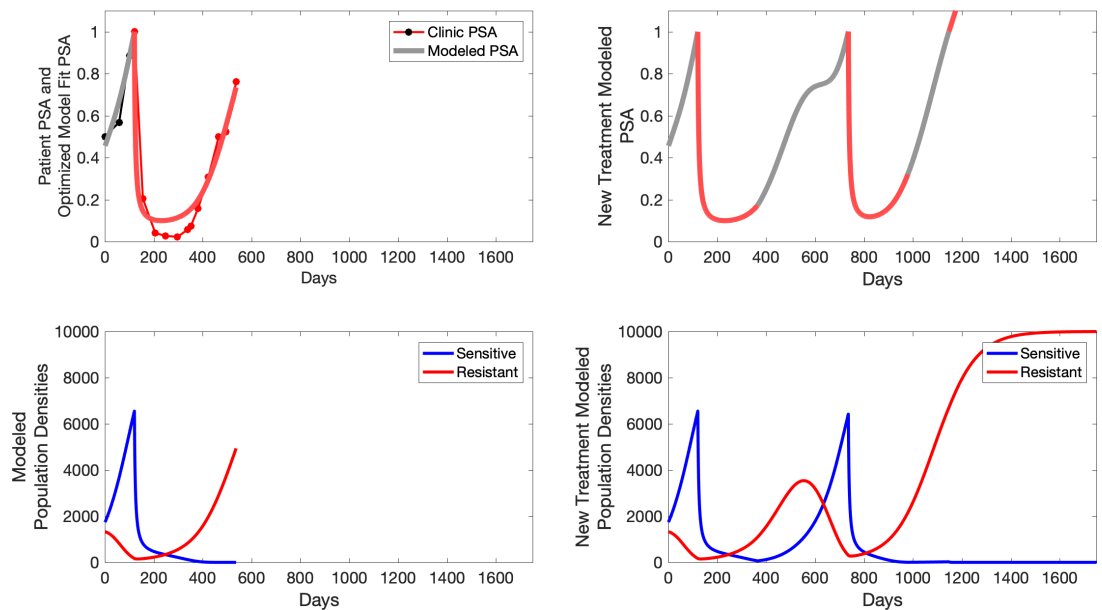 Patient PSA and
Optimized Model Fit PSA
1
0.8
0.6
0.4
0.2
0
Clinic PSA
Modeled PSA
0 200 400 600 800 1000 1200 1400 1600
Days
New Treatment Modeled
PSA
1
0.8
0.6
0.4
0.2
0
0 200 400 600 800 1000 1200 1400 1600
Days
Modeled
Population Densities
10000
8000
6000
4000
2000
0
Sensitive
Resistant
0 200 400 600 800 1000 1200 1400 1600
Days
New Treatment Modeled
Population Densities
10000
8000
6000
4000
2000
0
Sensitive
Resistant
0 200 400 600 800 1000 1200 1400 1600
Days